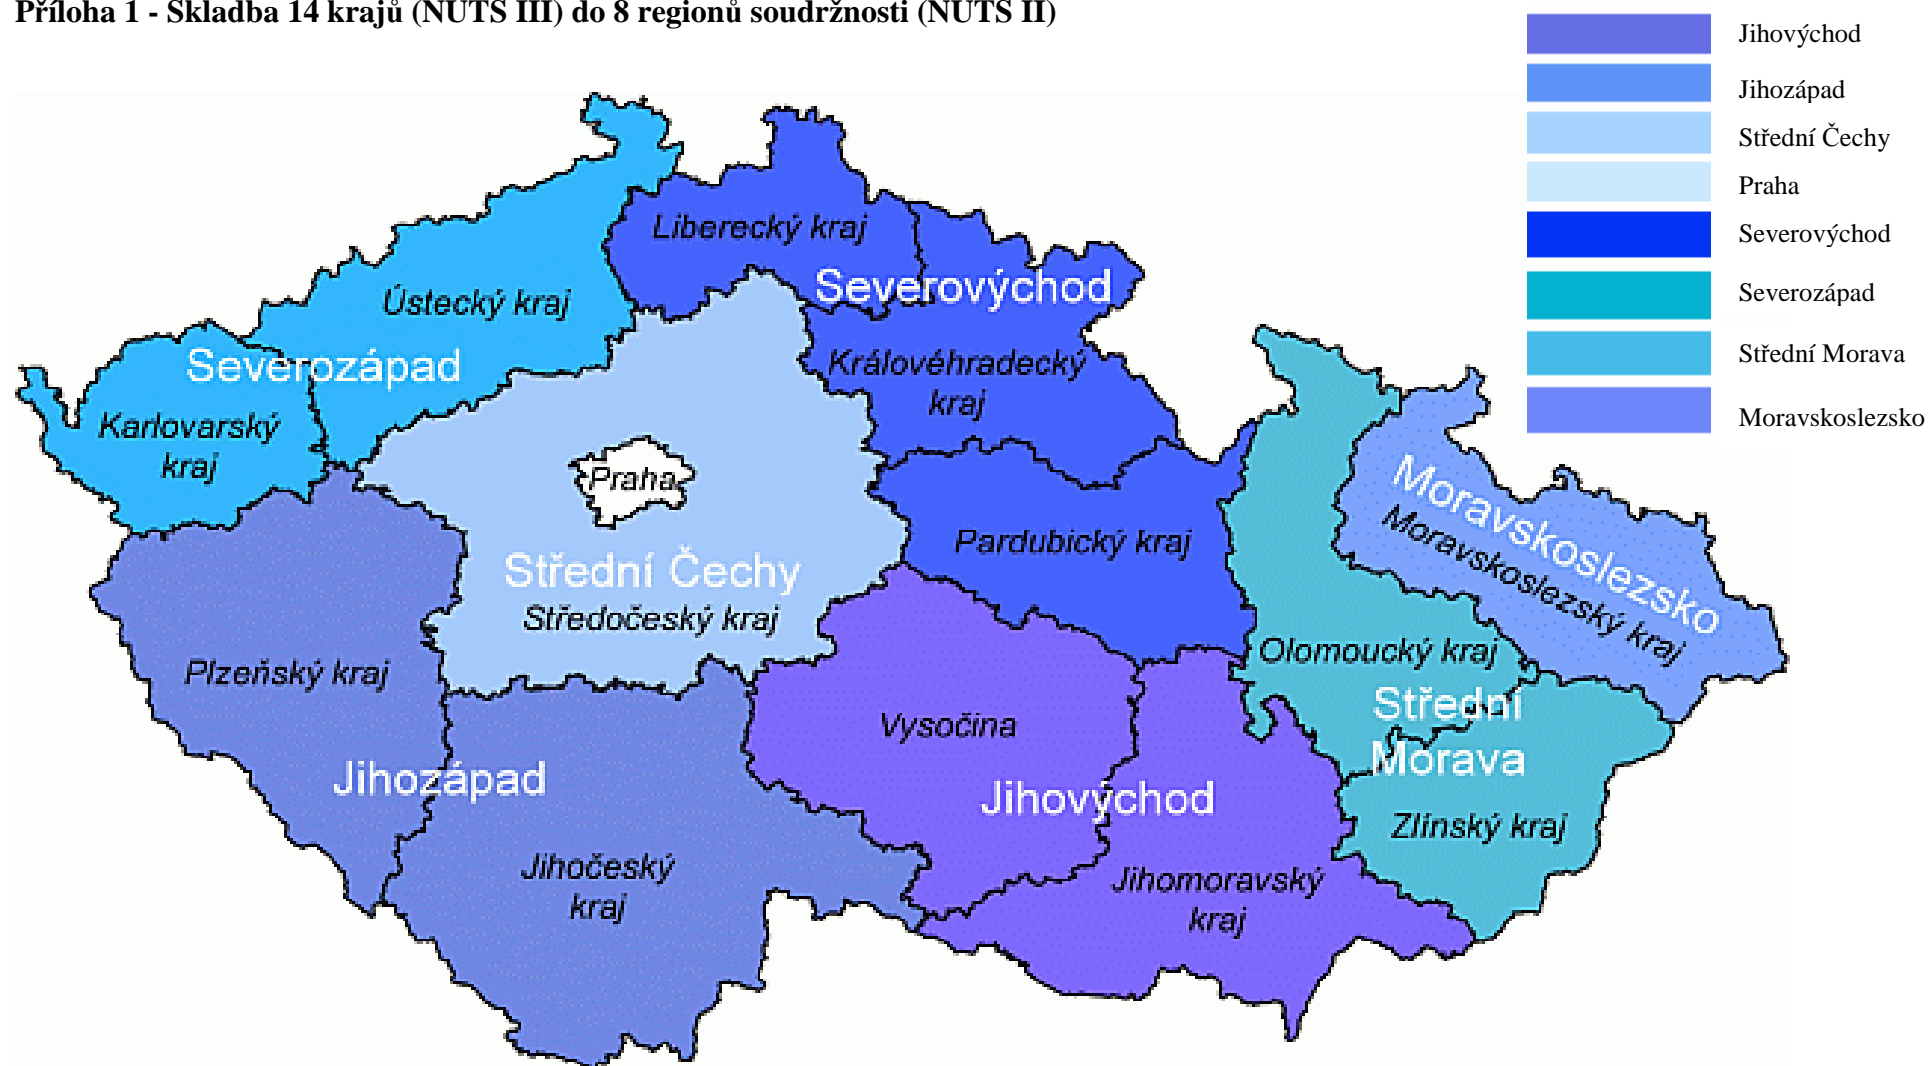 Příloha 1 - Skladba 14 krajů (NUTS III) do 8 regionů soudržnosti (NUTS II)
Jihovýchod
Jihozápad
Střední Čechy
Praha
Severovýchod
Severozápad
Střední Morava
Moravskoslezsko
Liberecký kraj
Severovýchod
Ústecký kraj
Severozápad
Královéhradecký
kraj
Karlovarský
kraj
Praha
Pardubický kraj
Moravskoslezsko
Moravskoslezský kraj
Střední Čechy
Středočeský kraj
Olomoucký kraj
Plzeňský kraj
Střední
Morava
Vysočina
Jihozápad
Jihovýchod
Zlínský kraj
Jihočeský
kraj
Jihomoravský
kraj